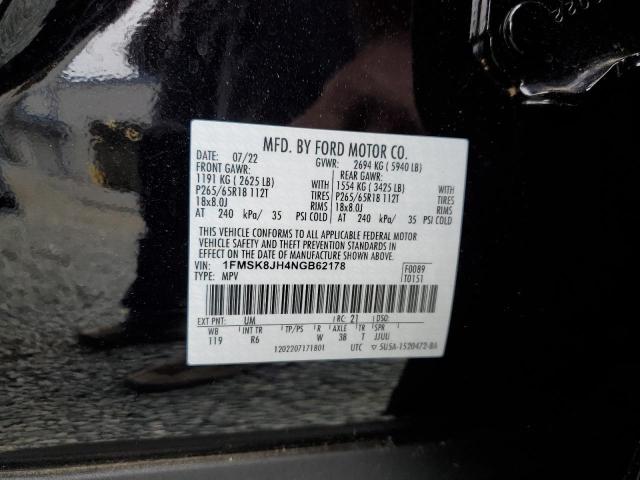 MFD. BY FORD MOTOR CO.
DATE: 07/22 GVWR: 2694 KG ( 5940 LB)
FRONT GAWR: REAR GAWR:
1191 KG ( 2625 LB) 1554 KG ( 3425 LB)
P265/65R18 112T TIRES P265/65R18 112T TIRES
18x8.0J RIMS 18x8.0J RIMS
AT 240 kPa/ 35 PSI COLD AT 240 kPa/ 35 PSI COLD
THIS VEHICLE CONFORMS TO ALL APPLICABLE FEDERAL MOTOR
VEHICLE SAFETY AND THEFT PREVENTION STANDARDS IN
EFFECT ON THE DATE OF MANUFACTURE SHOWN ABOVE.
VIN: 1FMSK8JH4NGB62178 F0089
TYPE: MPV T0151
EXT PNT: UM RC: 21 DSO:
WB INT TR TP/PS R AXLE TR SPR
119 R6 W 3B T JJUU
1202207171801 UTC 5U5A-1520472-BA